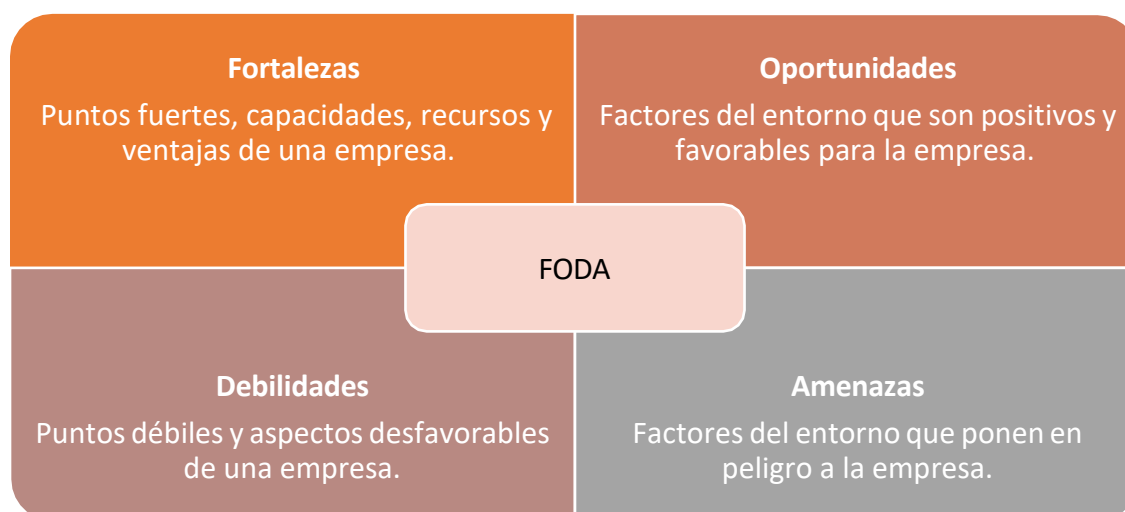 Fortalezas
Puntos fuertes, capacidades, recursos y
ventajas de una empresa.
Oportunidades
Factores del entorno que son positivos y
favorables para la empresa.
FODA
Debilidades
Puntos débiles y aspectos desfavorables
de una empresa.
Amenazas
Factores del entorno que ponen en
peligro a la empresa.